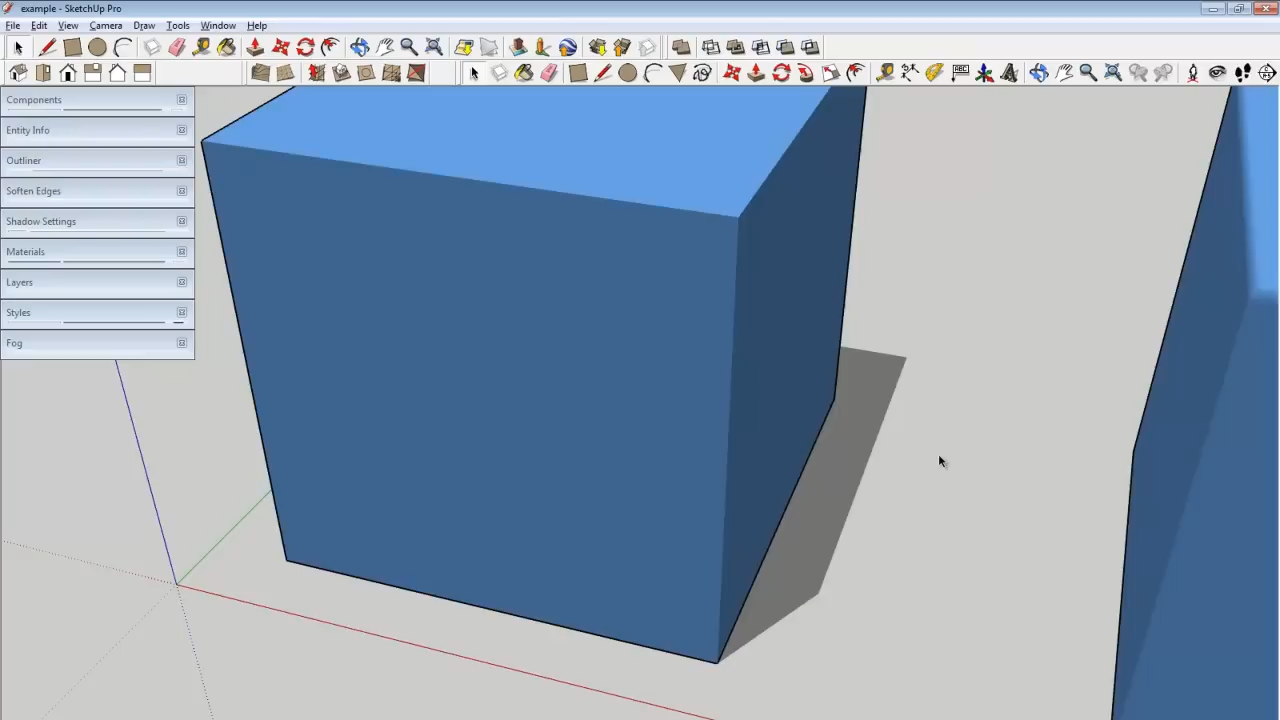 example - SketchUp Pro
File Edit View Camera Draw Tools Window Help
Components
Entity Info
Outliner
Soften Edges
Shadow Settings
Materials
Layers
Styles
Fog